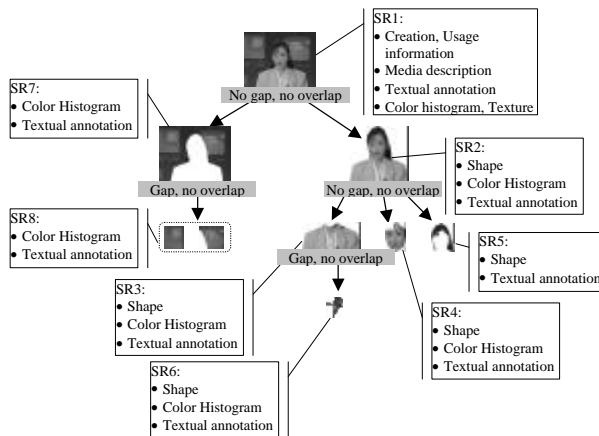 SR1:
• Creation, Usage
information
• Media description
• Textual annotation
• Color histogram, Texture
SR7:
• Color Histogram
• Textual annotation
No gap, no overlap
SR2:
• Shape
• Color Histogram
• Textual annotation
Gap, no overlap
No gap, no overlap
SR8:
• Color Histogram
• Textual annotation
SR5:
• Shape
• Textual annotation
Gap, no overlap
SR3:
• Shape
• Color Histogram
• Textual annotation
SR4:
• Shape
• Color Histogram
• Textual annotation
SR6:
• Shape
• Color Histogram
• Textual annotation